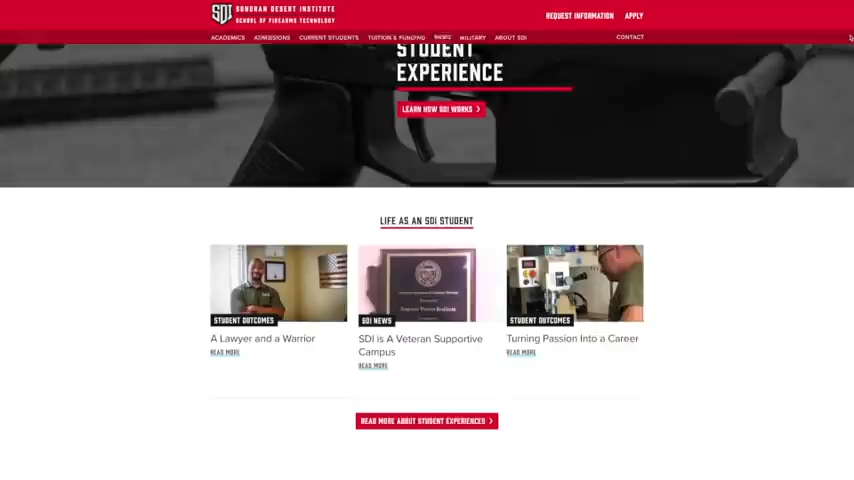 SDI SONORAN DESERT INSTITUTE
SCHOOL OF FIREARMS TECHNOLOGY
REQUEST INFORMATION APPLY
ACADEMICS ADMISSIONS CURRENT STUDENTS TUITION & FUNDING NEWS MILITARY ABOUT SDI CONTACT
STUDENT
EXPERIENCE
LEARN HOW SDI WORKS
LIFE AS AN SDI STUDENT
STUDENT OUTCOMES
A Lawyer and a Warrior
READ MORE
SDI NEWS
SDI is A Veteran Supportive
Campus
READ MORE
STUDENT OUTCOMES
Turning Passion Into a Career
READ MORE
READ MORE ABOUT STUDENT EXPERIENCES